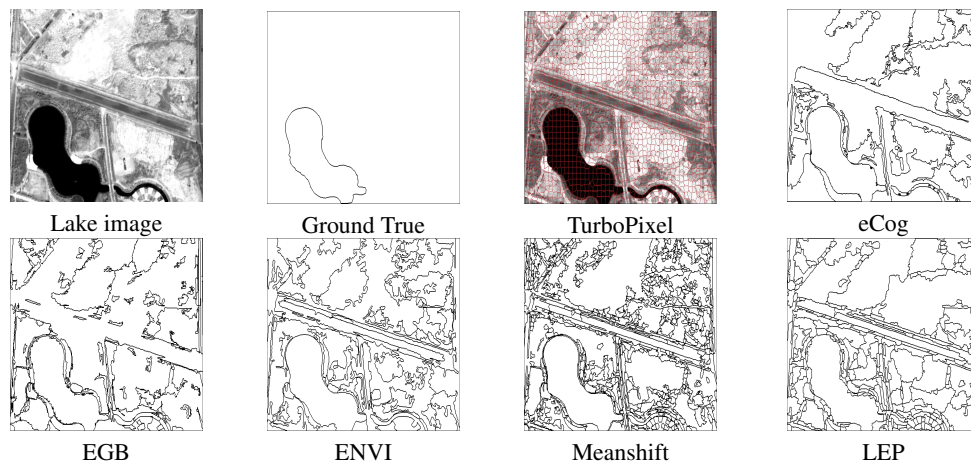 Lake image
Ground True
TurboPixel
eCog
EGB
ENVI
Meanshift
LEP